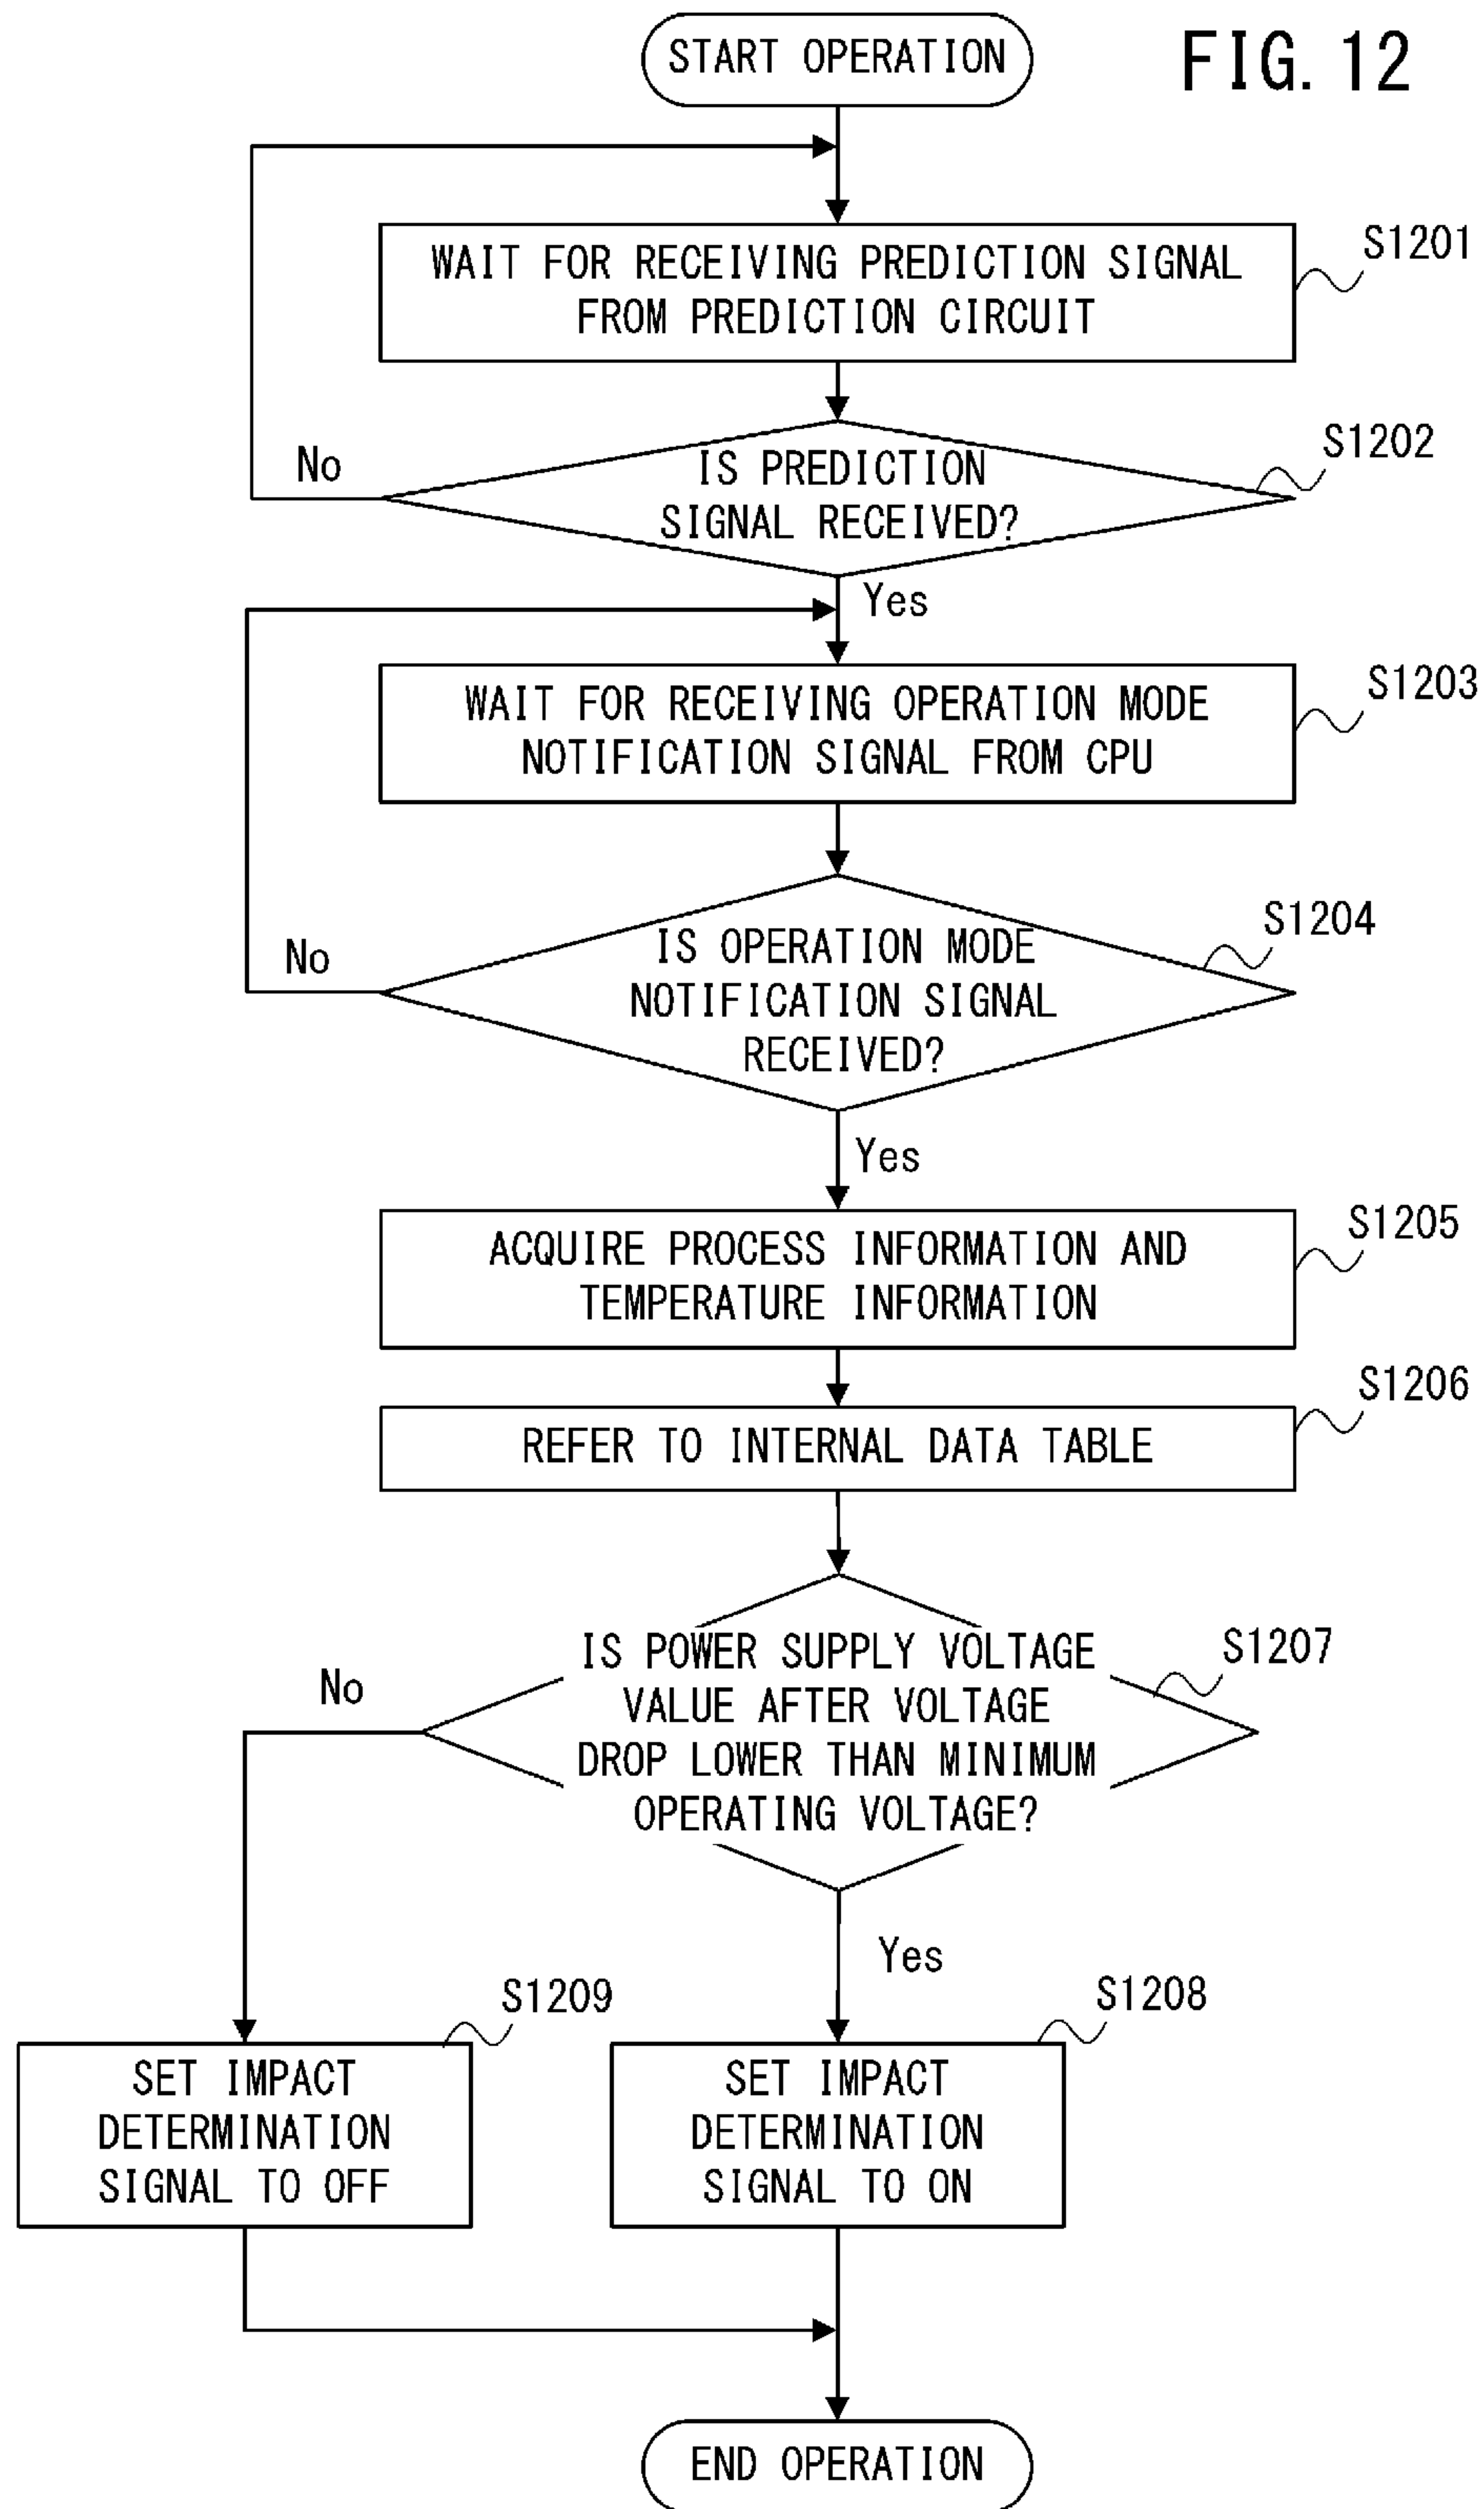 START OPERATION
FIG. 12
WAIT FOR RECEIVING PREDICTION SIGNAL
FROM PREDICTION CIRCUIT
S1201
IS PREDICTION
SIGNAL RECEIVED?
S1202
No
Yes
WAIT FOR RECEIVING OPERATION MODE
NOTIFICATION SIGNAL FROM CPU
S1203
IS OPERATION MODE
NOTIFICATION SIGNAL
RECEIVED?
S1204
No
Yes
ACQUIRE PROCESS INFORMATION AND
TEMPERATURE INFORMATION
S1205
REFER TO INTERNAL DATA TABLE
S1206
IS POWER SUPPLY VOLTAGE
VALUE AFTER VOLTAGE
DROP LOWER THAN MINIMUM
OPERATING VOLTAGE?
S1207
No
Yes
S1209
SET IMPACT
DETERMINATION
SIGNAL TO OFF
S1208
SET IMPACT
DETERMINATION
SIGNAL TO ON
END OPERATION